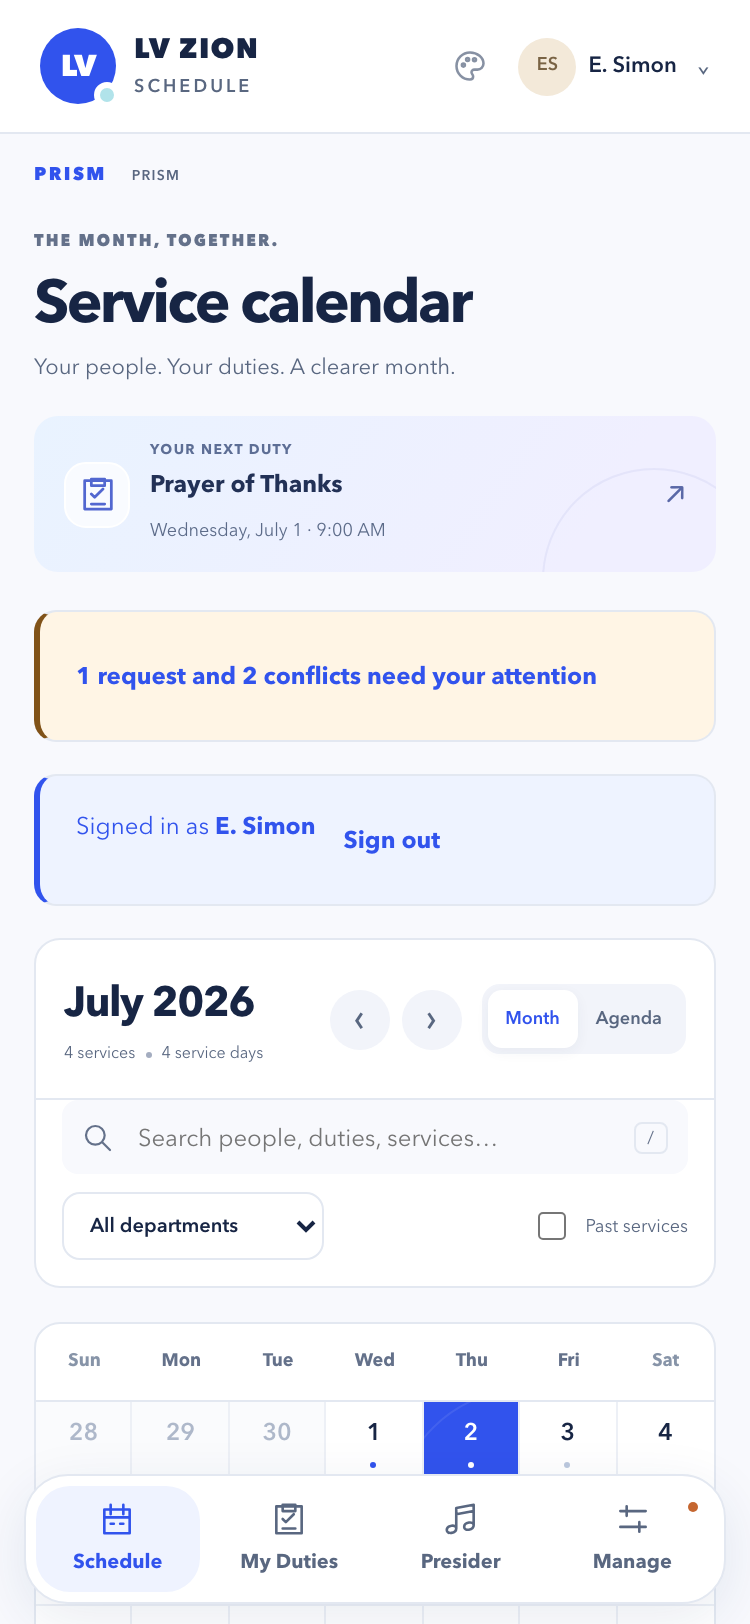 LV
LV ZION
SCHEDULE
ES
E. Simon
PRISM PRISM
THE MONTH, TOGETHER.
Service calendar
Your people. Your duties. A clearer month.
YOUR NEXT DUTY
Prayer of Thanks
Wednesday, July 1 · 9:00 AM
1 request and 2 conflicts need your attention
Signed in as E. Simon Sign out
July 2026
4 services • 4 service days
‹ ›
Month Agenda
Search people, duties, services… /
All departments
Past services
Sun Mon Tue Wed Thu Fri Sat
28 29 30 1 2 3 4
Schedule My Duties Presider Manage